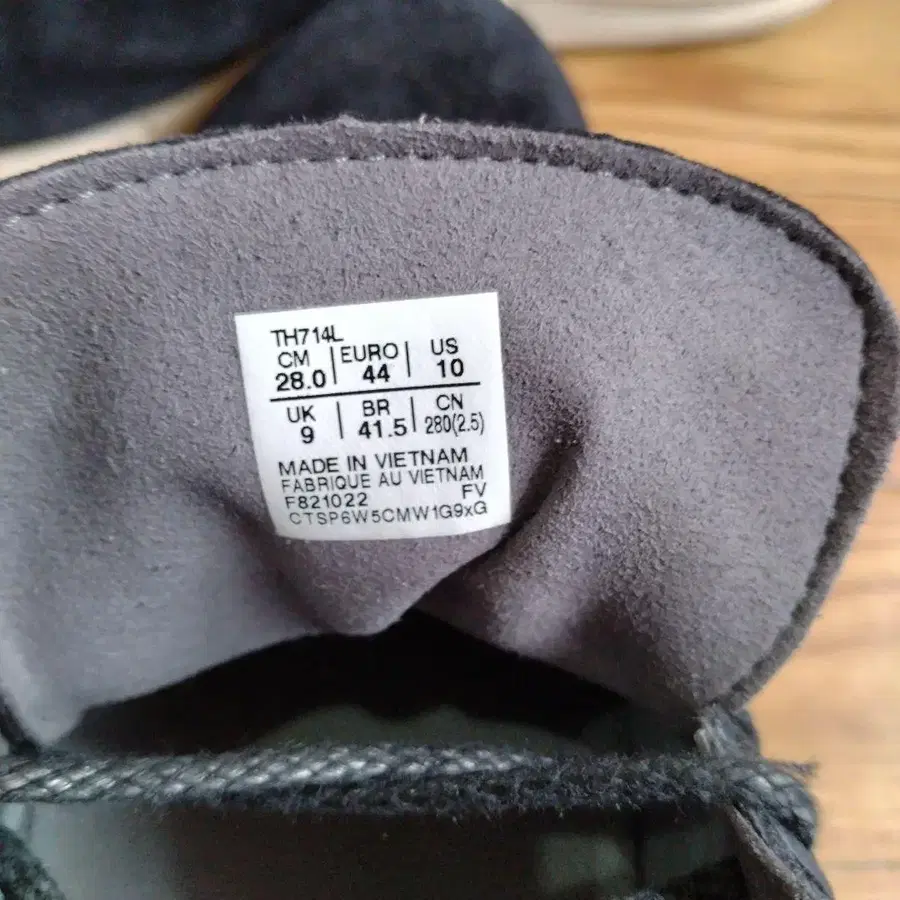 TH714L
CM | EURO | US
28.0 | 44 | 10
UK | BR | CN
9 | 41.5 | 280(2.5)
MADE IN VIETNAM
FABRIQUE AU VIETNAM
F821022 FV
CTSP6W5CMW1G9xG